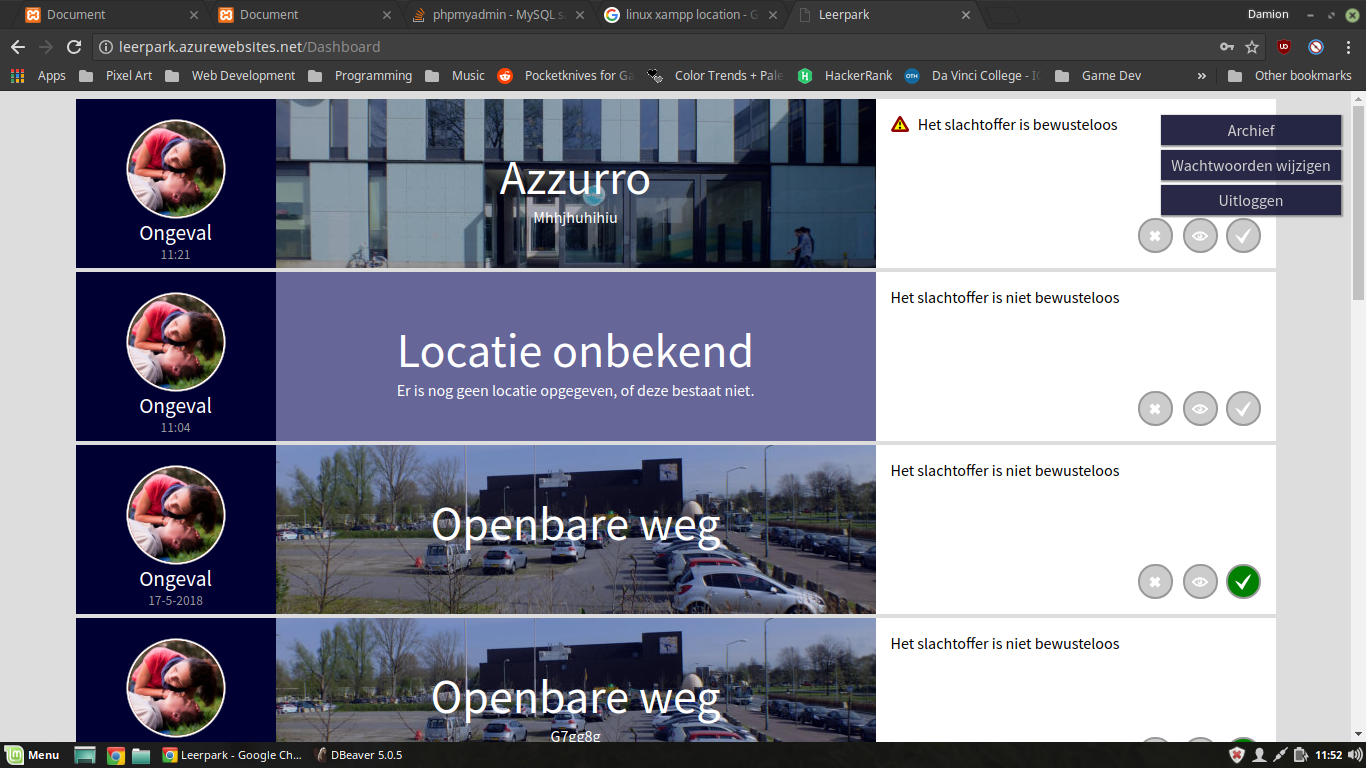 Document
Document
phpmyadmin - MySQL s
linux xampp location - G
Leerpark
Damion
leerpark.azurewebsites.net/Dashboard
Apps
Pixel Art
Web Development
Programming
Music
Pocketknives for Ga
Color Trends + Pale
HackerRank
Da Vinci College - IC
Game Dev
»
Other bookmarks
Azzurro
Mhhjhuhihiu
Ongeval
11:21
Het slachtoffer is bewusteloos
Archief
Wachtwoorden wijzigen
Uitloggen
Locatie onbekend
Er is nog geen locatie opgegeven, of deze bestaat niet.
Ongeval
11:04
Het slachtoffer is niet bewusteloos
Openbare weg
Ongeval
17-5-2018
Het slachtoffer is niet bewusteloos
Openbare weg
G7gg8g
Het slachtoffer is niet bewusteloos
Menu
Leerpark - Google Ch...
DBeaver 5.0.5
11:52